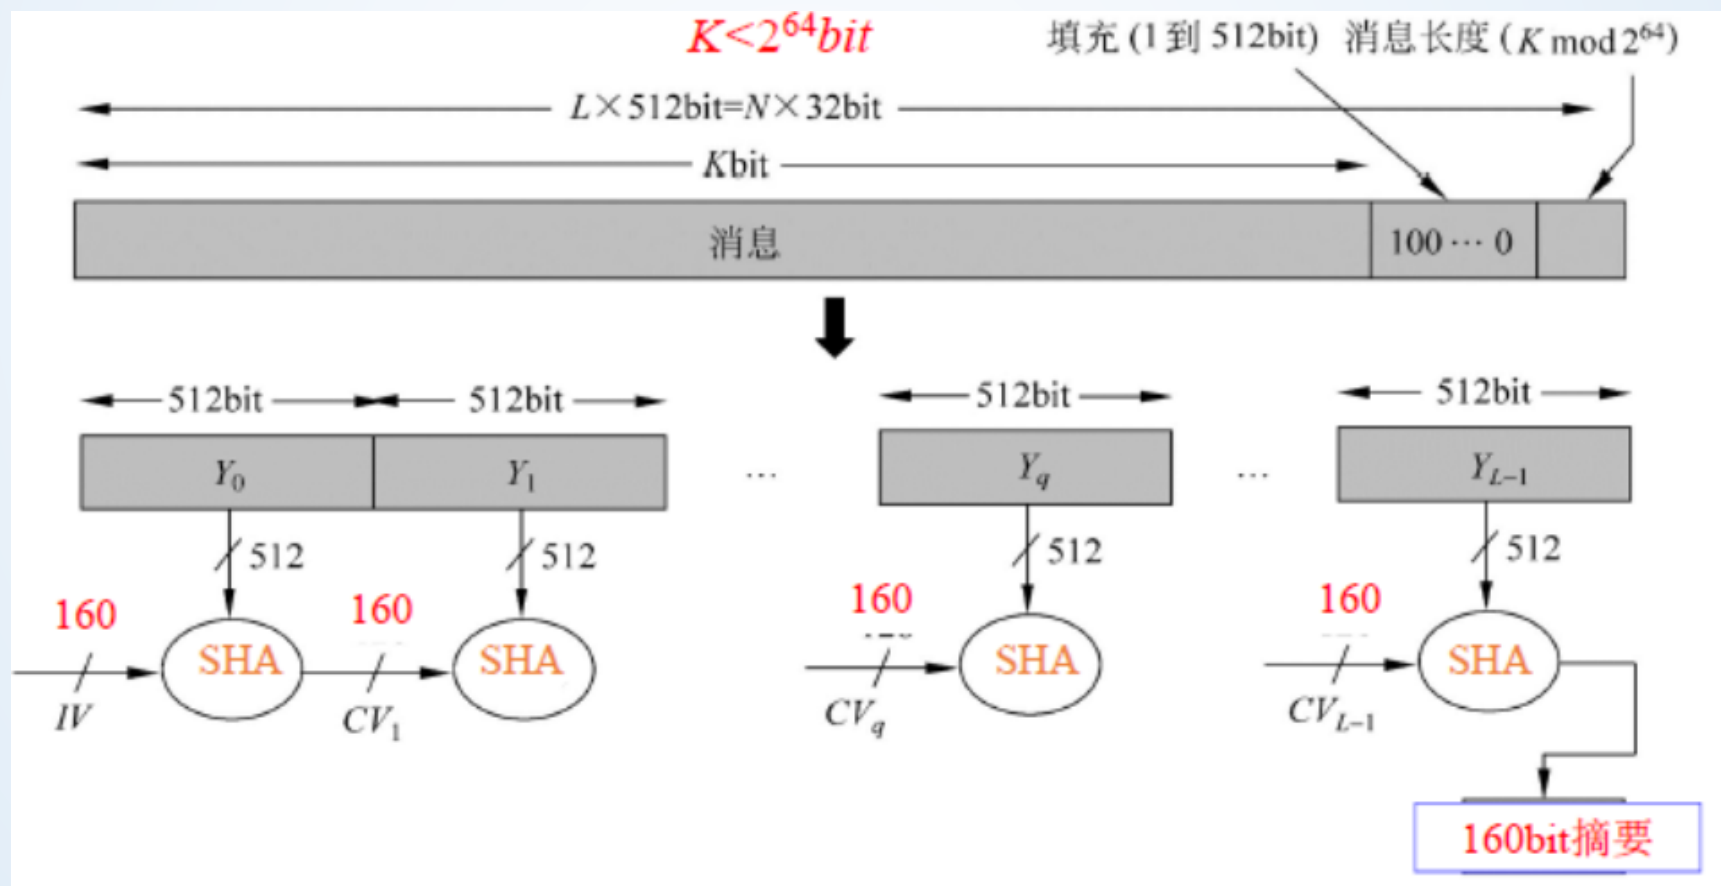 K<2^64bit
填充 (1到 512bit) 消息长度 (K mod 2^64)
L×512bit=N×32bit
Kbit
消息 100 ··· 0
512bit 512bit 512bit 512bit
Y0 Y1 ··· Yq ··· YL-1
512 512 512 512
160 160 160 160
SHA SHA SHA SHA
IV CV1 CVq CVL-1
160bit摘要